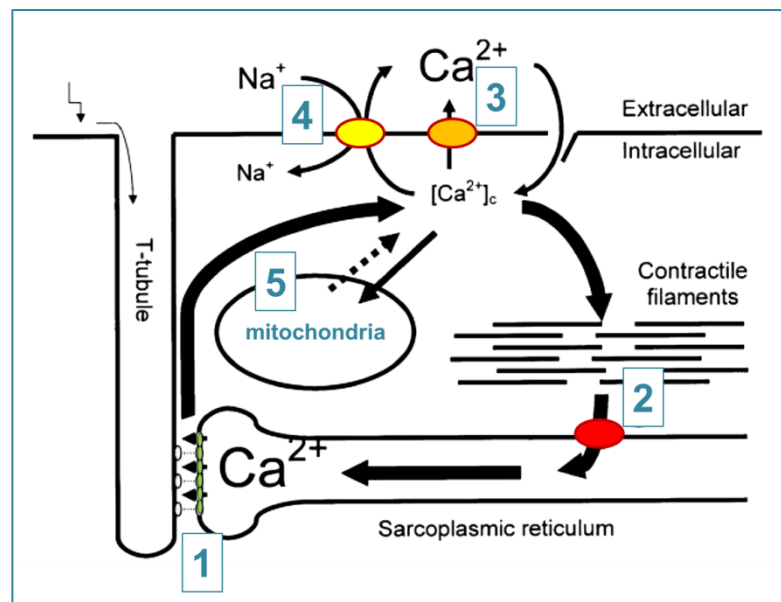 Na⁺
4
Ca²⁺
3
Extracellular
Intracellular
Na⁺
[Ca²⁺]c
T-tubule
5
mitochondria
Contractile
filaments
2
Ca²⁺
Sarcoplasmic reticulum
1